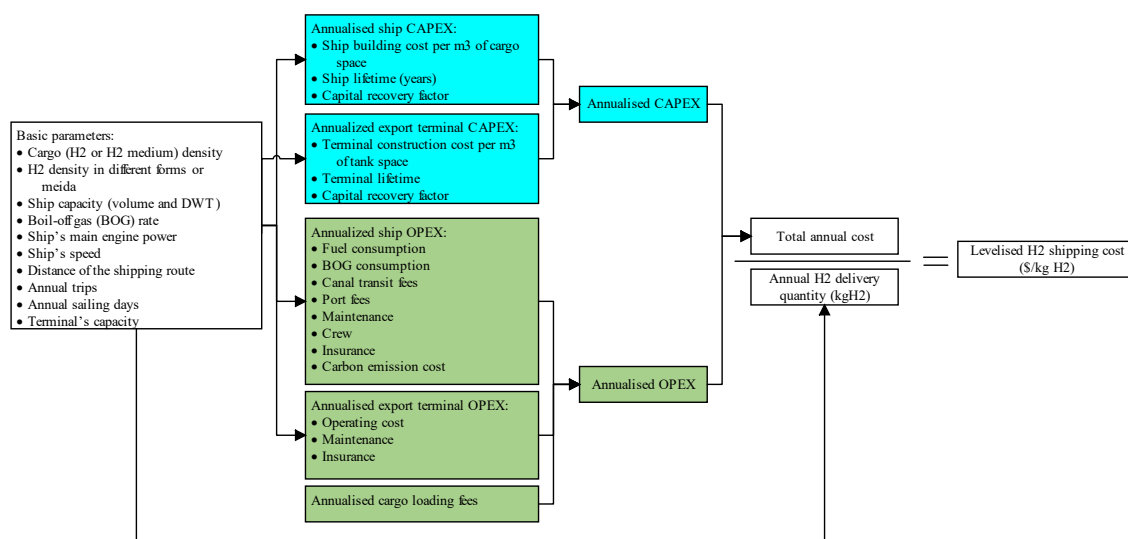 Basic parameters:
• Cargo (H2 or H2 medium) density
• H2 density in different forms or
meida
• Ship capacity (volume and DWT)
• Boil-off gas (BOG) rate
• Ship's main engine power
• Ship's speed
• Distance of the shipping route
• Annual trips
• Annual sailing days
• Terminal's capacity
Annualised ship CAPEX:
• Ship building cost per m3 of cargo
space
• Ship lifetime (years)
• Capital recovery factor
Annualized export terminal CAPEX:
• Terminal construction cost per m3
of tank space
• Terminal lifetime
• Capital recovery factor
Annualized ship OPEX:
• Fuel consumption
• BOG consumption
• Canal transit fees
• Port fees
• Maintenance
• Crew
• Insurance
• Carbon emission cost
Annualised export terminal OPEX:
• Operating cost
• Maintenance
• Insurance
Annualised cargo loading fees
Annualised CAPEX
Annualised OPEX
Total annual cost
Annual H2 delivery
quantity (kgH2)
=
Levelised H2 shipping cost
($/kg H2)